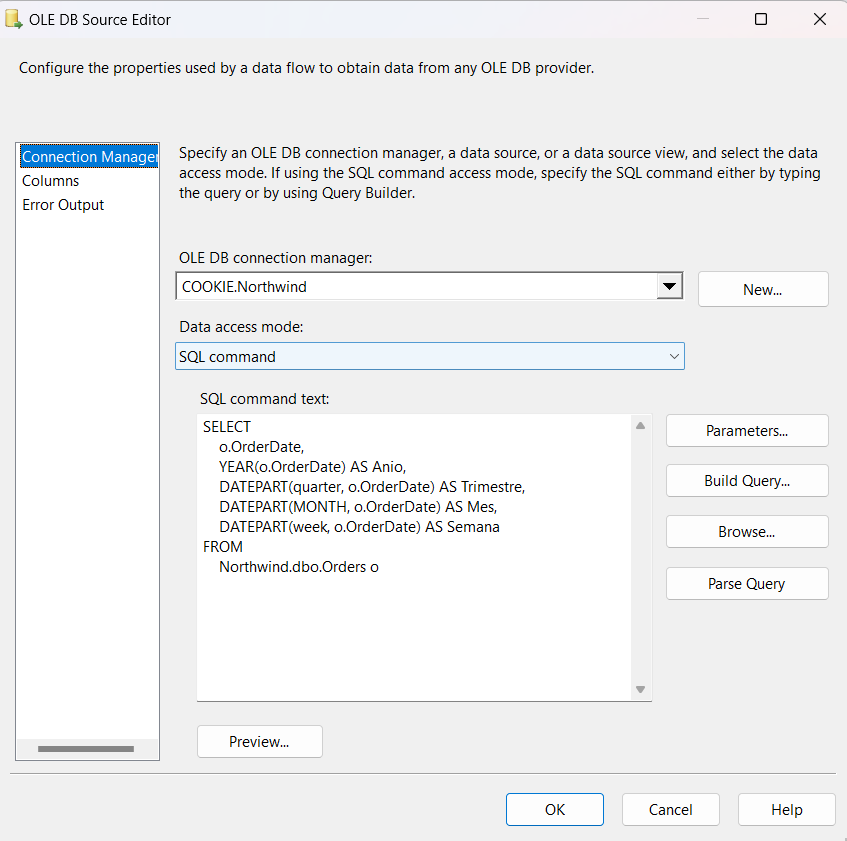 OLE DB Source Editor
Configure the properties used by a data flow to obtain data from any OLE DB provider.
Connection Manager
Columns
Error Output
Specify an OLE DB connection manager, a data source, or a data source view, and select the data
access mode. If using the SQL command access mode, specify the SQL command either by typing
the query or by using Query Builder.
OLE DB connection manager:
COOKIE.Northwind
New...
Data access mode:
SQL command
SQL command text:
SELECT
o.OrderDate,
YEAR(o.OrderDate) AS Anio,
DATEPART(quarter, o.OrderDate) AS Trimestre,
DATEPART(MONTH, o.OrderDate) AS Mes,
DATEPART(week, o.OrderDate) AS Semana
FROM
Northwind.dbo.Orders o
Parameters...
Build Query...
Browse...
Parse Query
Preview...
OK
Cancel
Help